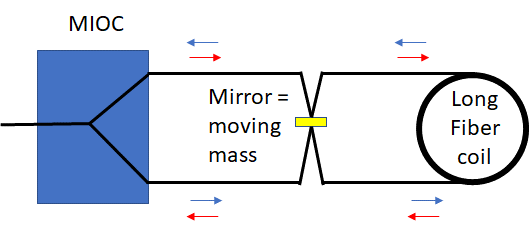 MIOC
Mirror =
moving
mass
Long
Fiber
coil